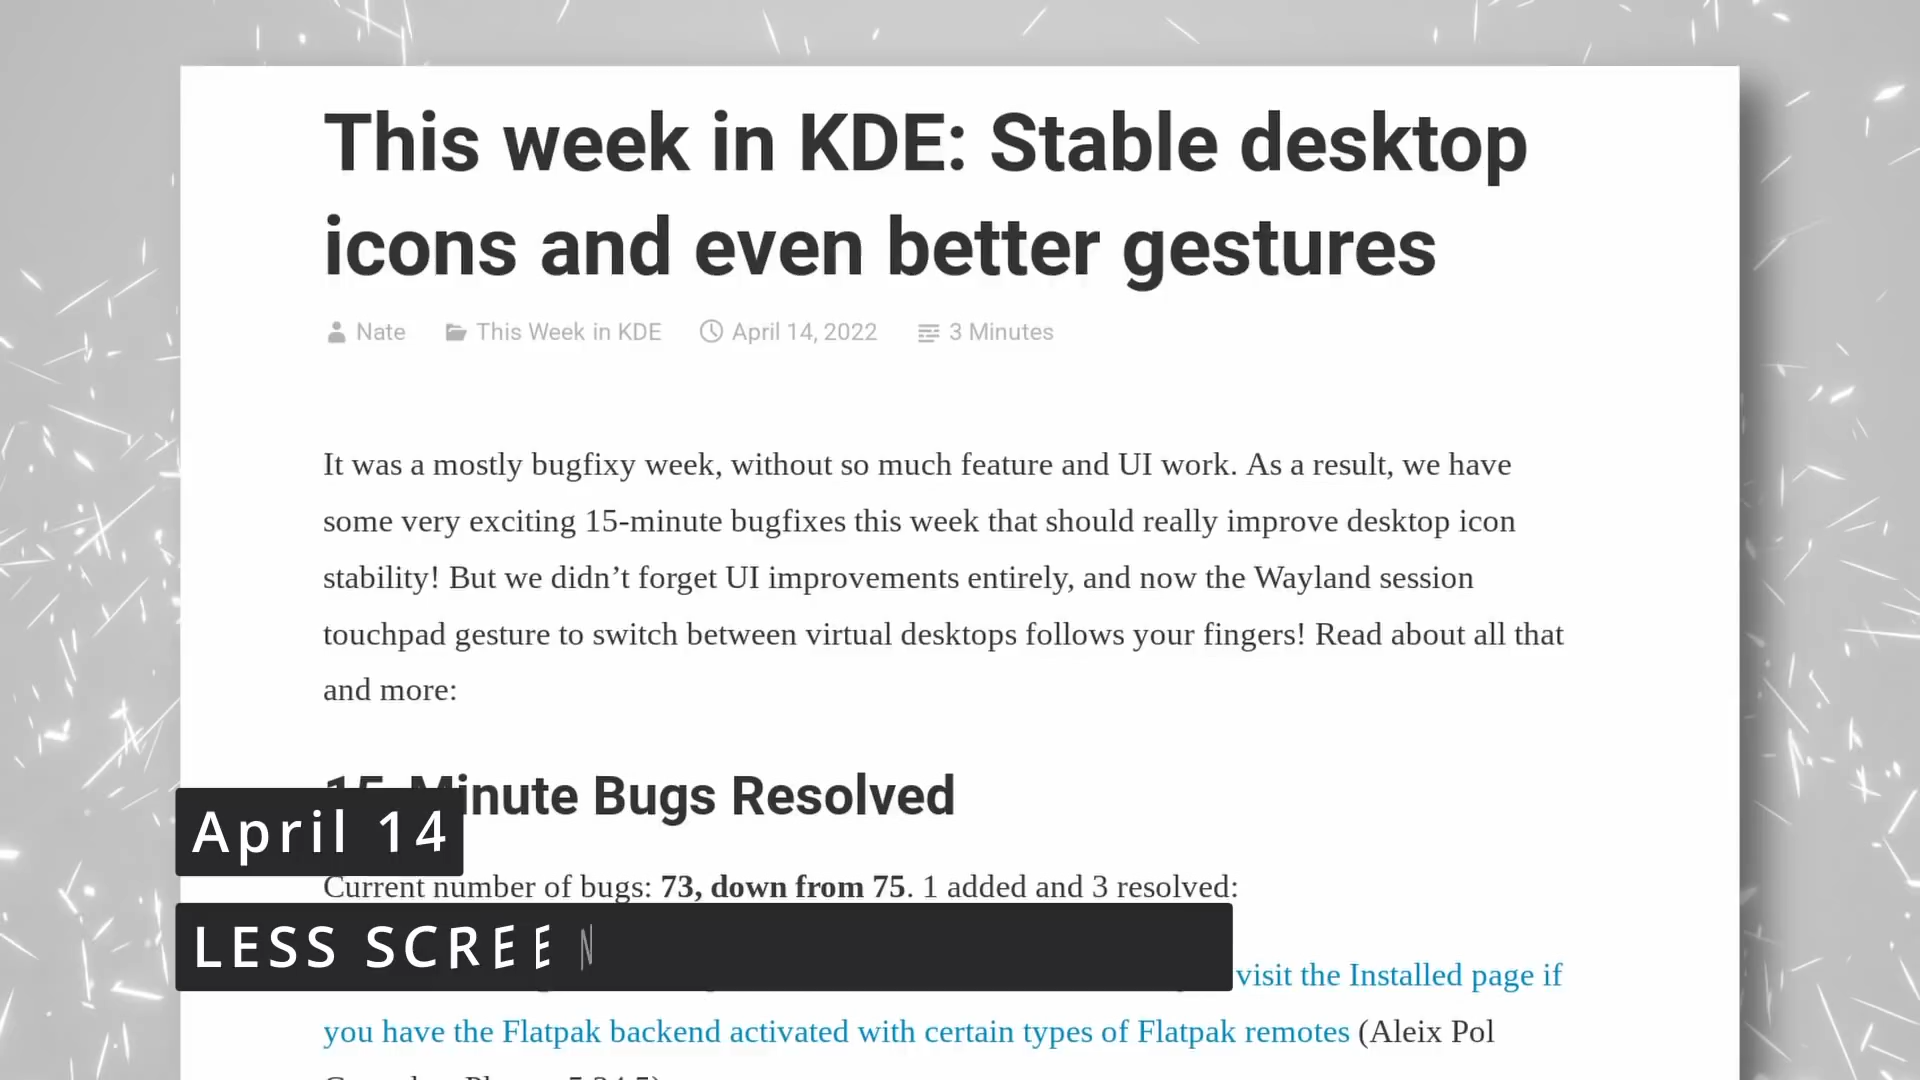 This week in KDE: Stable desktop
icons and even better gestures
Nate This Week in KDE April 14, 2022 3 Minutes
It was a mostly bugfixy week, without so much feature and UI work. As a result, we have
some very exciting 15-minute bugfixes this week that should really improve desktop icon
stability! But we didn’t forget UI improvements entirely, and now the Wayland session
touchpad gesture to switch between virtual desktops follows your fingers! Read about all that
and more:
15-Minute Bugs Resolved
April 14
Current number of bugs: 73, down from 75. 1 added and 3 resolved:
LESS SCREEN
visit the Installed page if
you have the Flatpak backend activated with certain types of Flatpak remotes (Aleix Pol